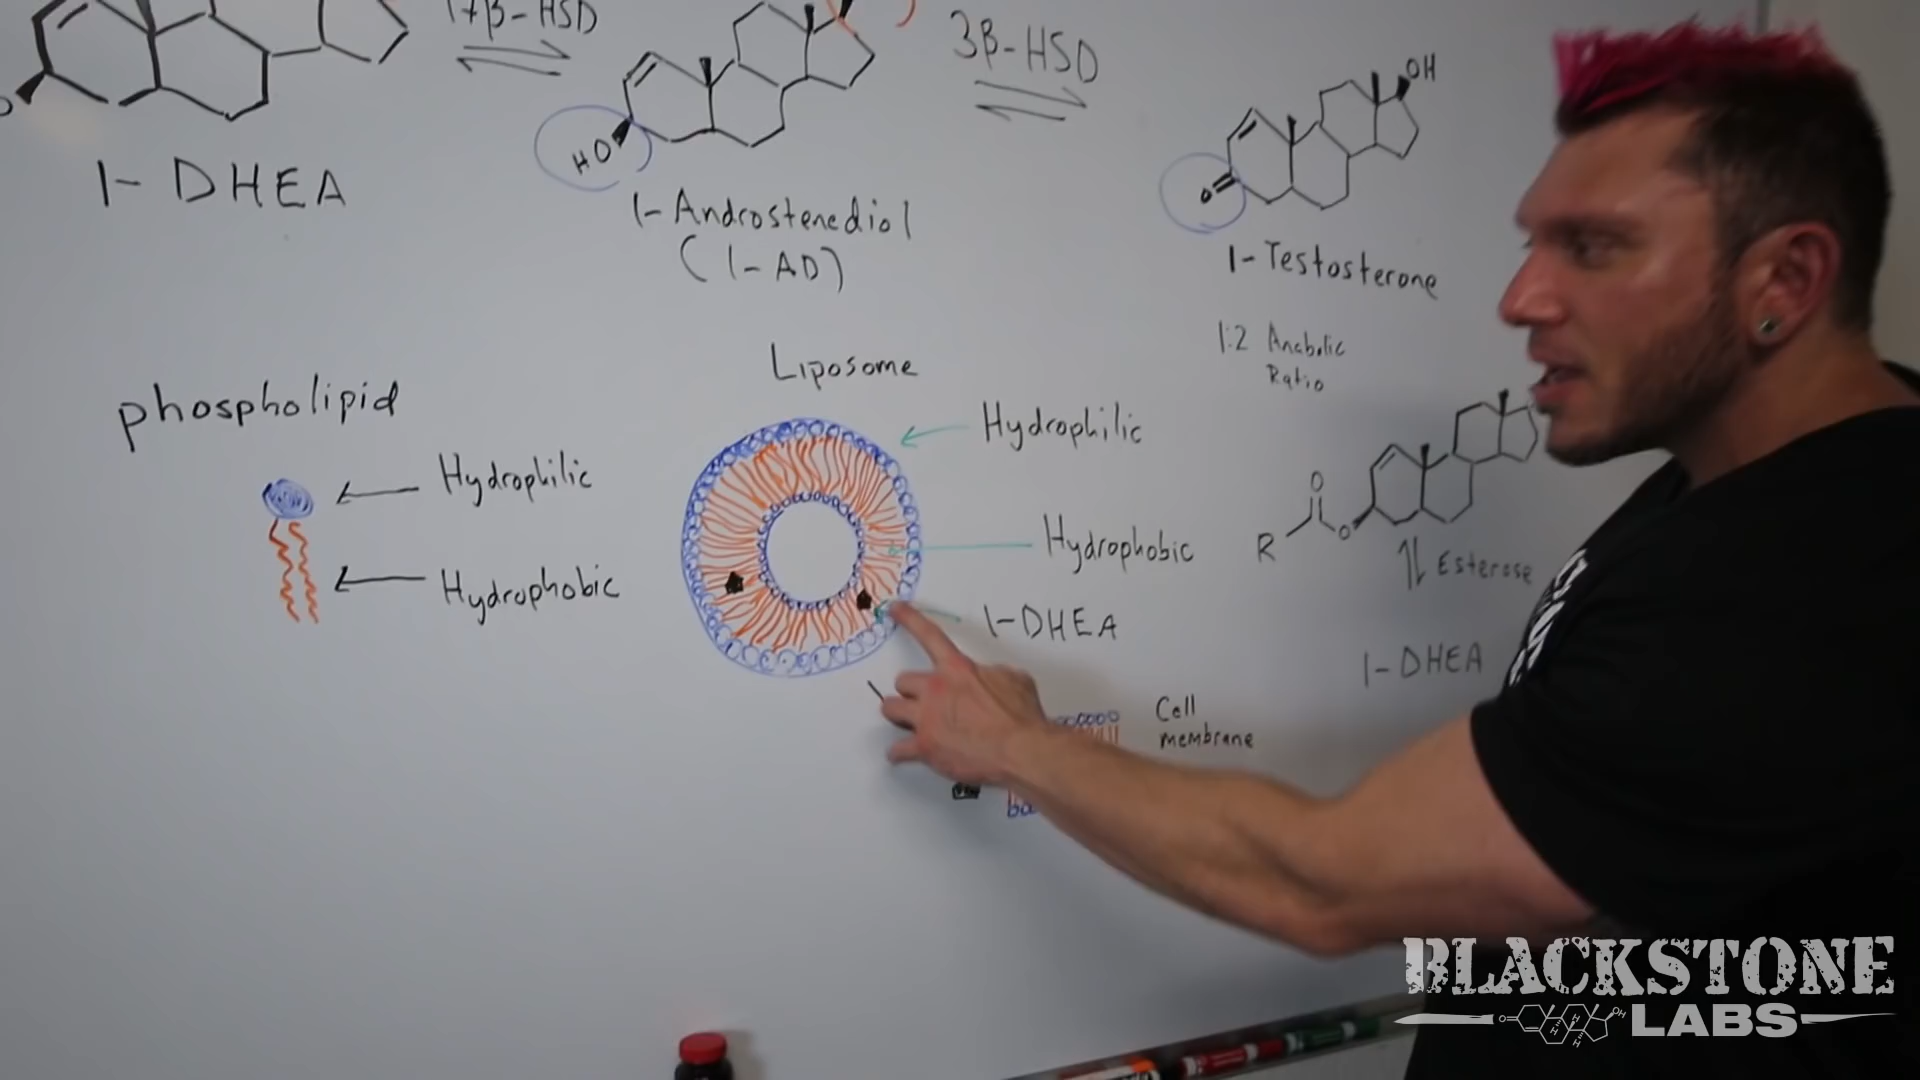 17β-HSD
3β-HSD
HO
O
OH
1-DHEA
1-Androstenediol
(1-AD)
1-Testosterone
1:2 Anabolic
Ratio
Liposome
phospholipid
Hydrophilic
Hydrophilic
Hydrophobic
Hydrophobic
1-DHEA
O
R
O
Esterase
1-DHEA
Cell
membrane
BLACKSTONE
LABS